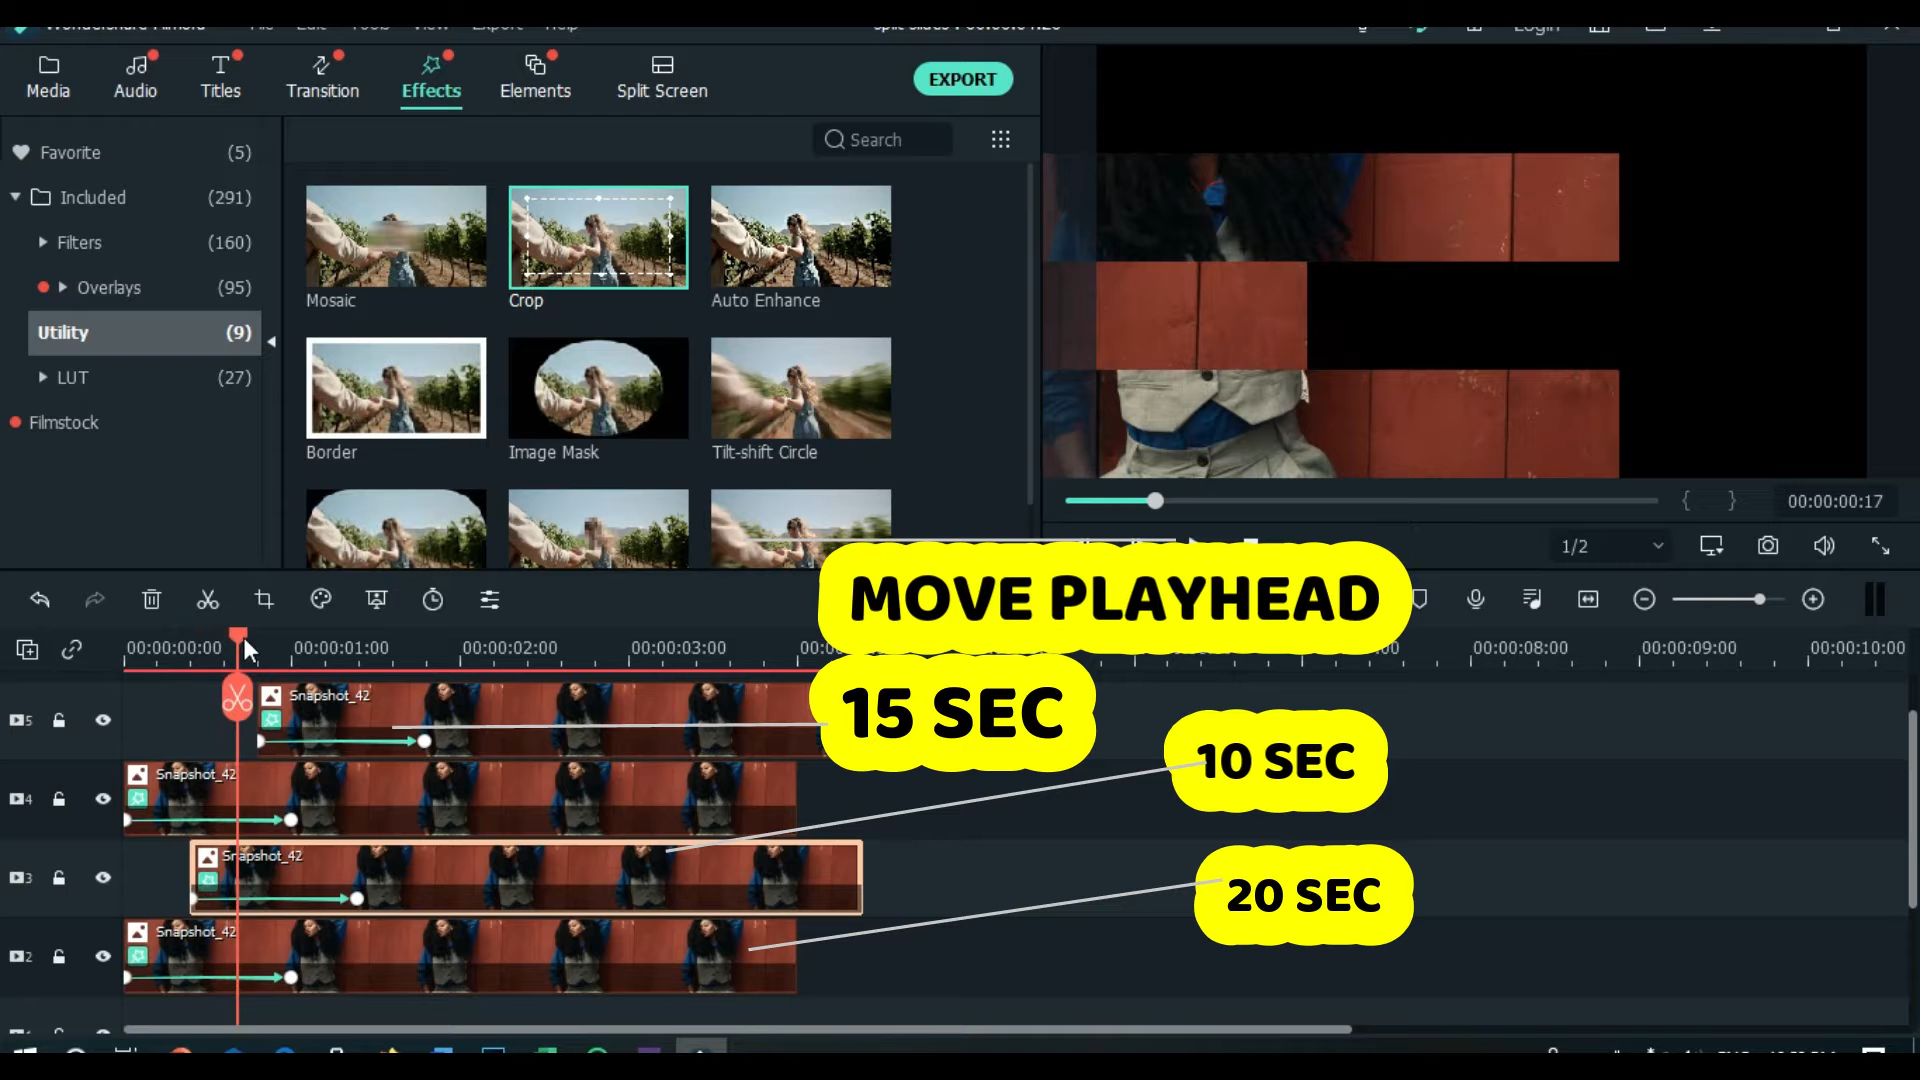 Media
Audio
Titles
Transition
Effects
Elements
Split Screen
EXPORT
Favorite (5)
Included (291)
Filters (160)
Overlays (95)
Utility (9)
LUT (27)
Filmstock
Search
Mosaic
Crop
Auto Enhance
Border
Image Mask
Tilt-shift Circle
{ } 00:00:00:17
1/2
MOVE PLAYHEAD
00:00:00:00 00:00:01:00 00:00:02:00 00:00:03:00 00:00:08:00 00:00:09:00 00:00:10:00
5 Snapshot_42
15 SEC
10 SEC
4 Snapshot_42
3 Snapshot_42
20 SEC
2 Snapshot_42